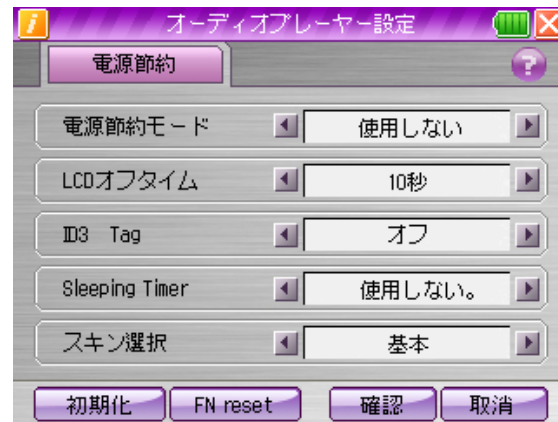 オーディオプレーヤー設定
電源節約
?
電源節約モード 使用しない
LCDオフタイム 10秒
ID3 Tag オフ
Sleeping Timer 使用しない。
スキン選択 基本
初期化 FN reset 確認 取消